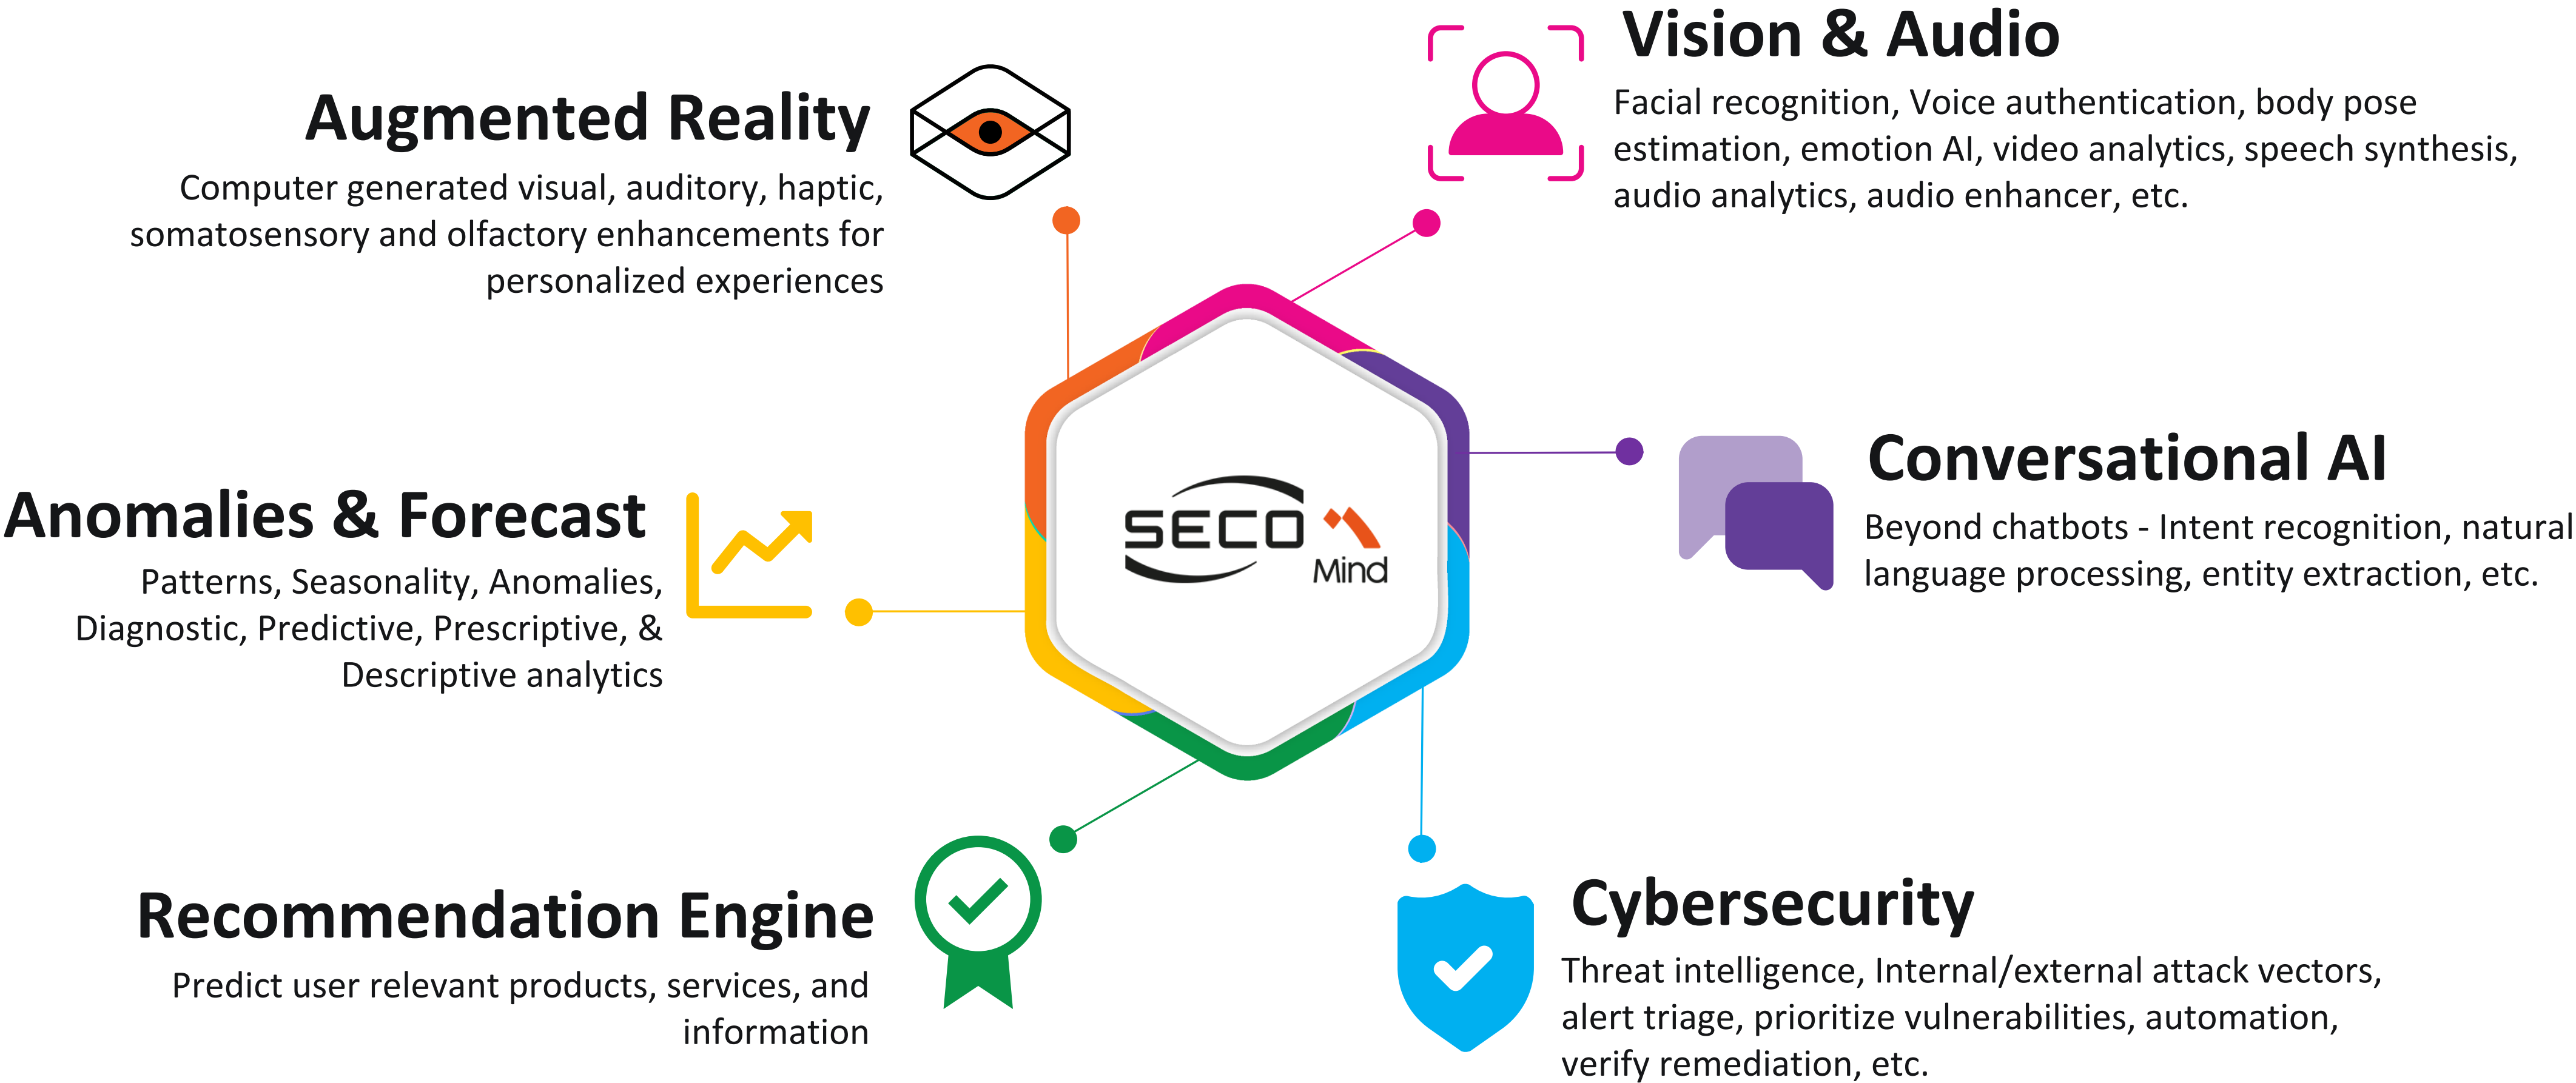 Augmented Reality
Computer generated visual, auditory, haptic,
somatosensory and olfactory enhancements for
personalized experiences
Vision & Audio
Facial recognition, Voice authentication, body pose
estimation, emotion AI, video analytics, speech synthesis,
audio analytics, audio enhancer, etc.
Anomalies & Forecast
Patterns, Seasonality, Anomalies,
Diagnostic, Predictive, Prescriptive, &
Descriptive analytics
SECO
Mind
Conversational AI
Beyond chatbots - Intent recognition, natural
language processing, entity extraction, etc.
Recommendation Engine
Predict user relevant products, services, and
information
Cybersecurity
Threat intelligence, Internal/external attack vectors,
alert triage, prioritize vulnerabilities, automation,
verify remediation, etc.